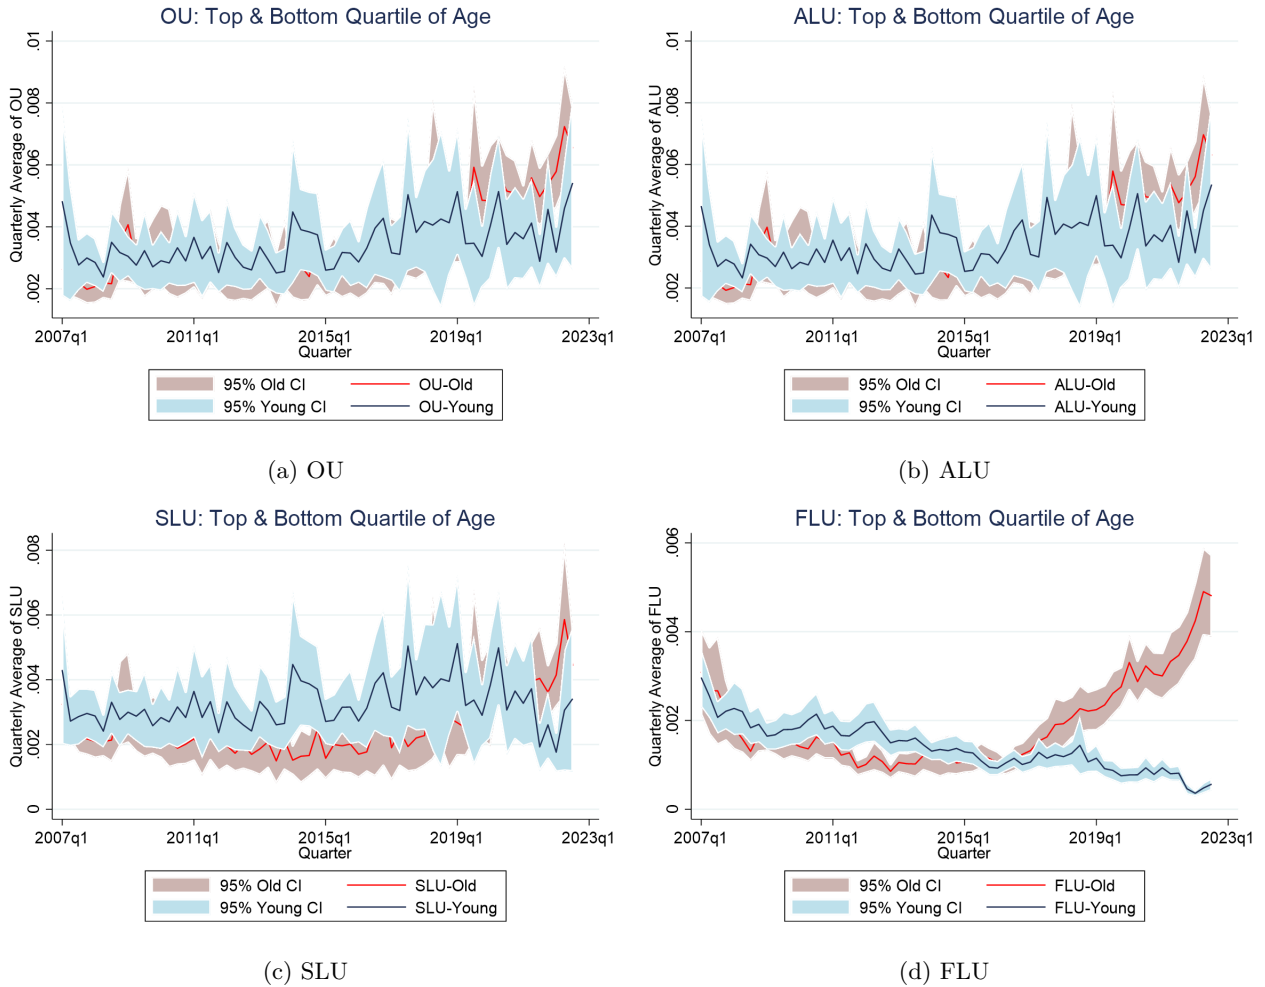 OU: Top & Bottom Quartile of Age
Quarterly Average of OU
.01
.008
.006
.004
.002
2007q1 2011q1 2015q1 2019q1 2023q1
Quarter
95% Old CI OU-Old
95% Young CI OU-Young
(a) OU
ALU: Top & Bottom Quartile of Age
Quarterly Average of ALU
.01
.008
.006
.004
.002
2007q1 2011q1 2015q1 2019q1 2023q1
Quarter
95% Old CI ALU-Old
95% Young CI ALU-Young
(b) ALU
SLU: Top & Bottom Quartile of Age
Quarterly Average of SLU
.008
.006
.004
.002
0
2007q1 2011q1 2015q1 2019q1 2023q1
Quarter
95% Old CI SLU-Old
95% Young CI SLU-Young
(c) SLU
FLU: Top & Bottom Quartile of Age
Quarterly Average of FLU
.006
.004
.002
0
2007q1 2011q1 2015q1 2019q1 2023q1
Quarter
95% Old CI FLU-Old
95% Young CI FLU-Young
(d) FLU